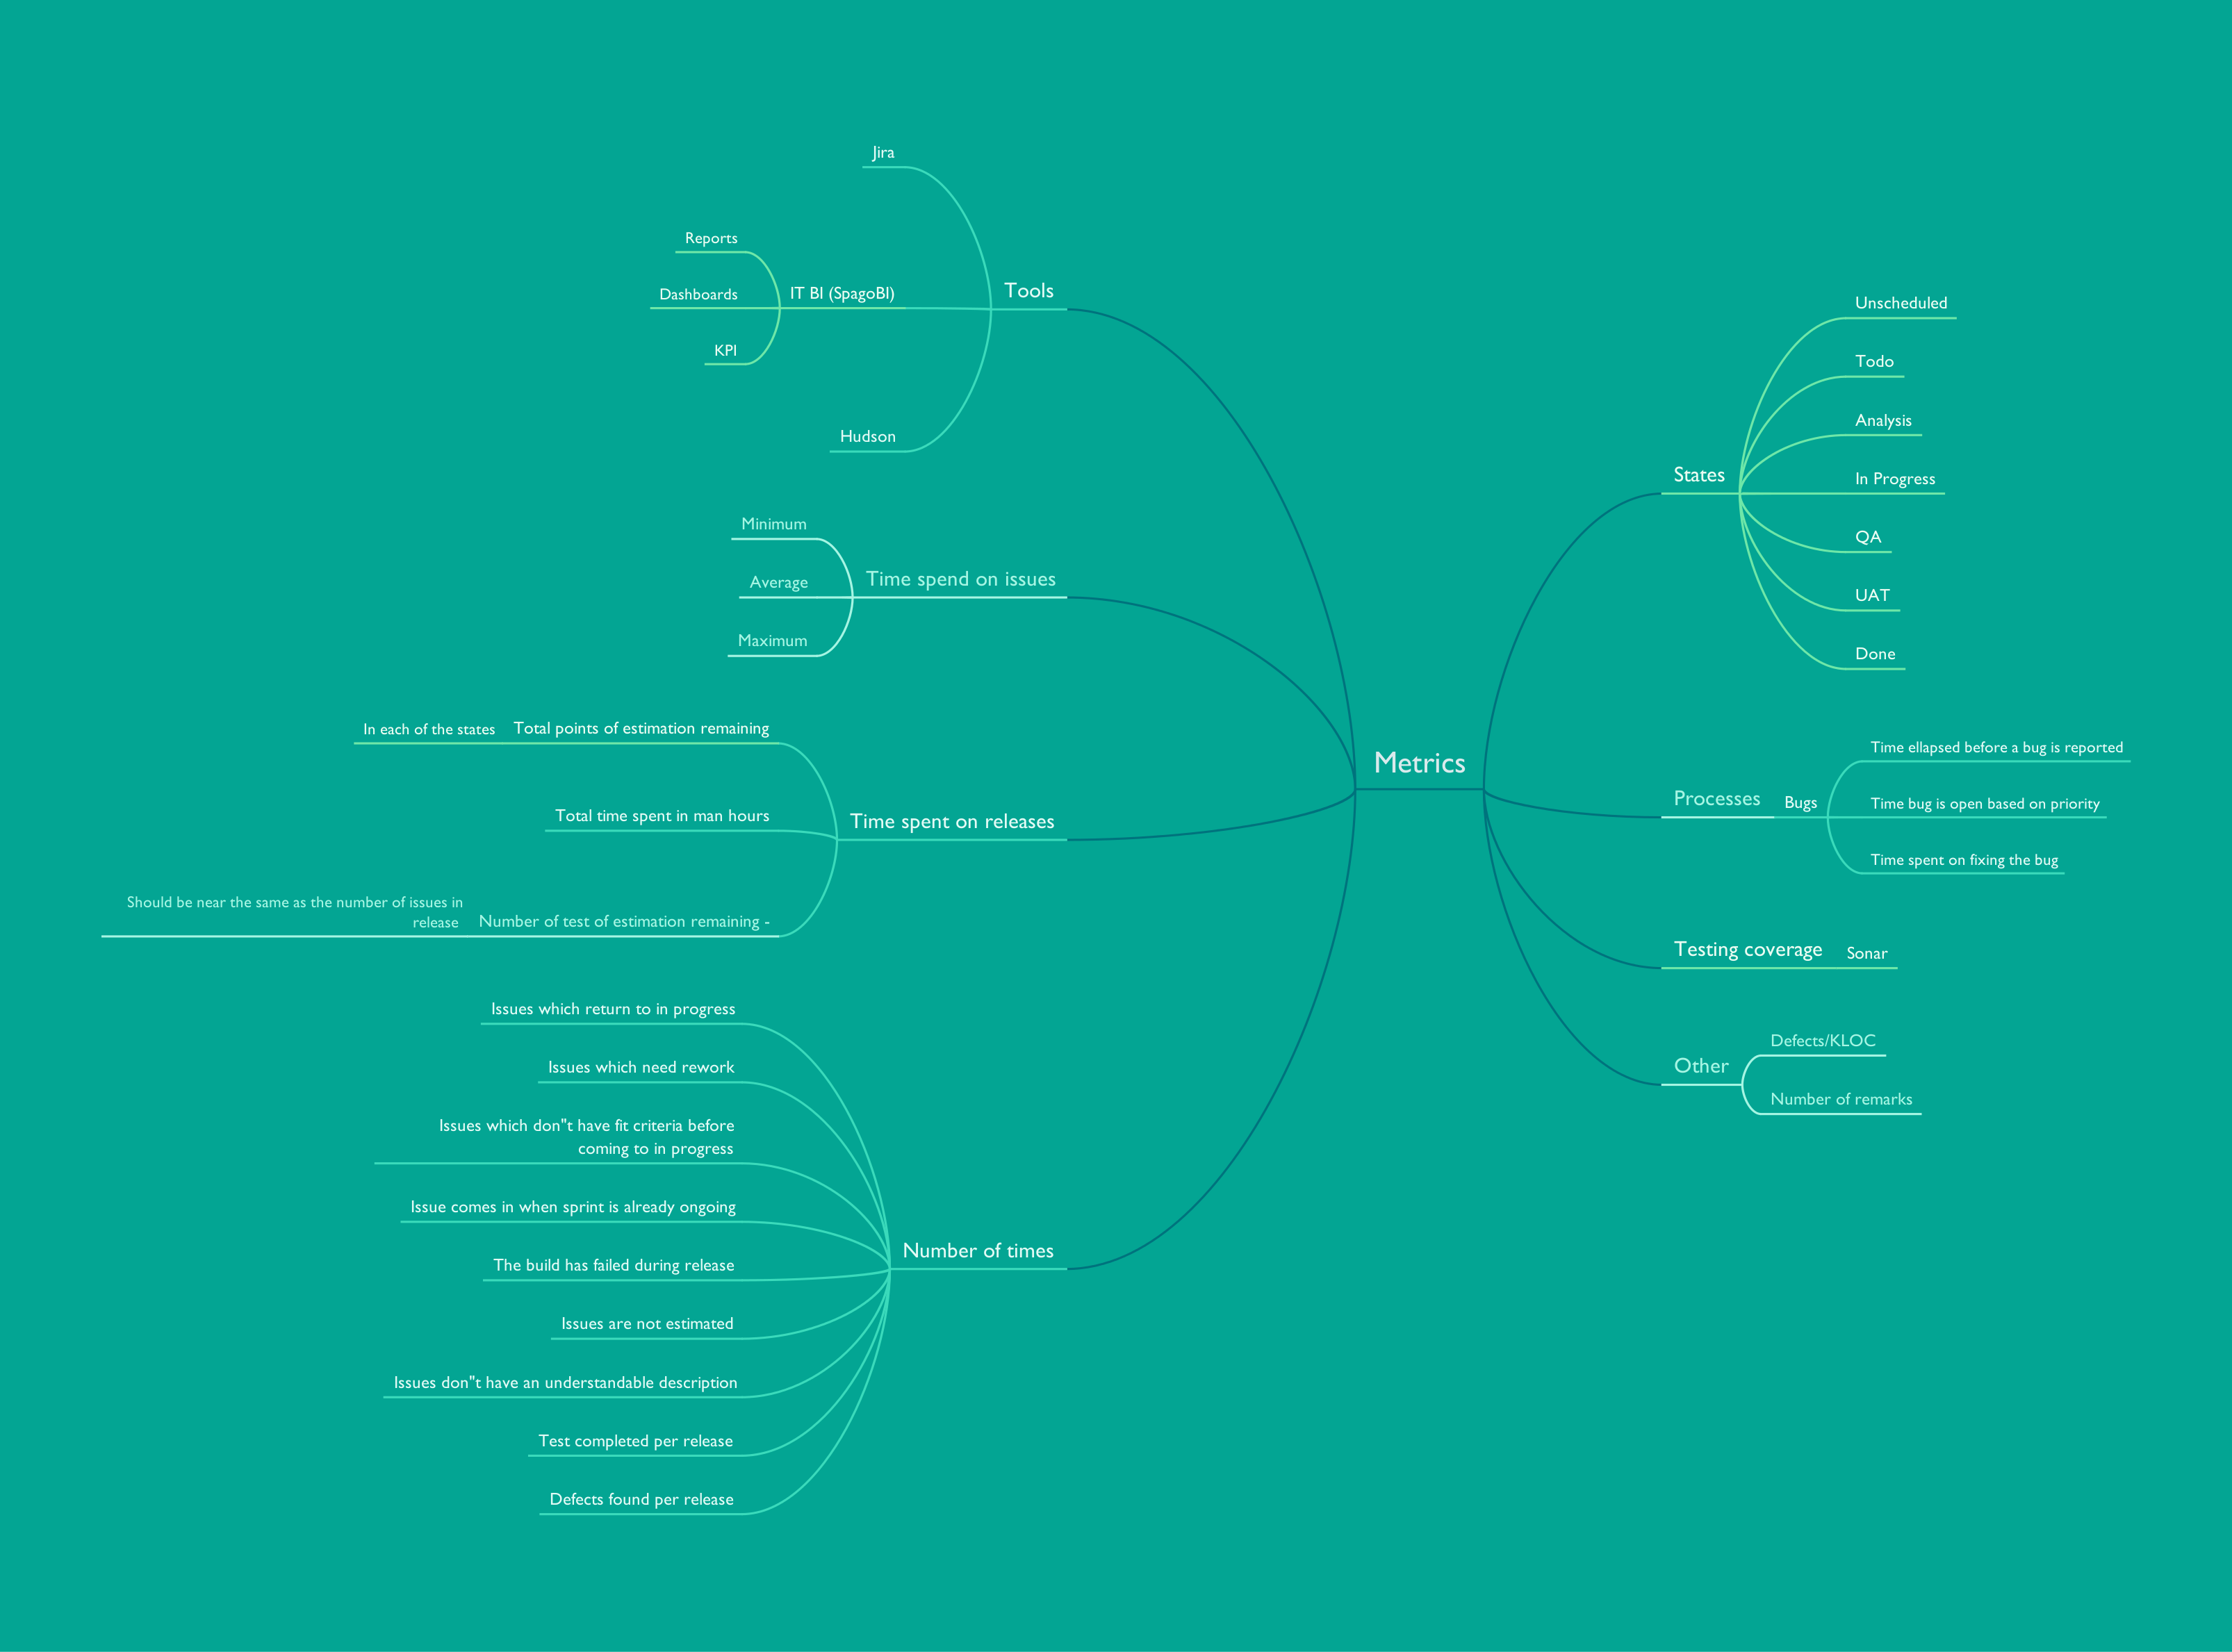 Metrics
Tools
Jira
IT BI (SpagoBI)
Reports
Dashboards
KPI
Hudson
Time spend on issues
Minimum
Average
Maximum
Time spent on releases
Total points of estimation remaining
In each of the states
Total time spent in man hours
Number of test of estimation remaining -
Should be near the same as the number of issues in
release
Number of times
Issues which return to in progress
Issues which need rework
Issues which don"t have fit criteria before
coming to in progress
Issue comes in when sprint is already ongoing
The build has failed during release
Issues are not estimated
Issues don"t have an understandable description
Test completed per release
Defects found per release
States
Unscheduled
Todo
Analysis
In Progress
QA
UAT
Done
Processes
Bugs
Time ellapsed before a bug is reported
Time bug is open based on priority
Time spent on fixing the bug
Testing coverage
Sonar
Other
Defects/KLOC
Number of remarks